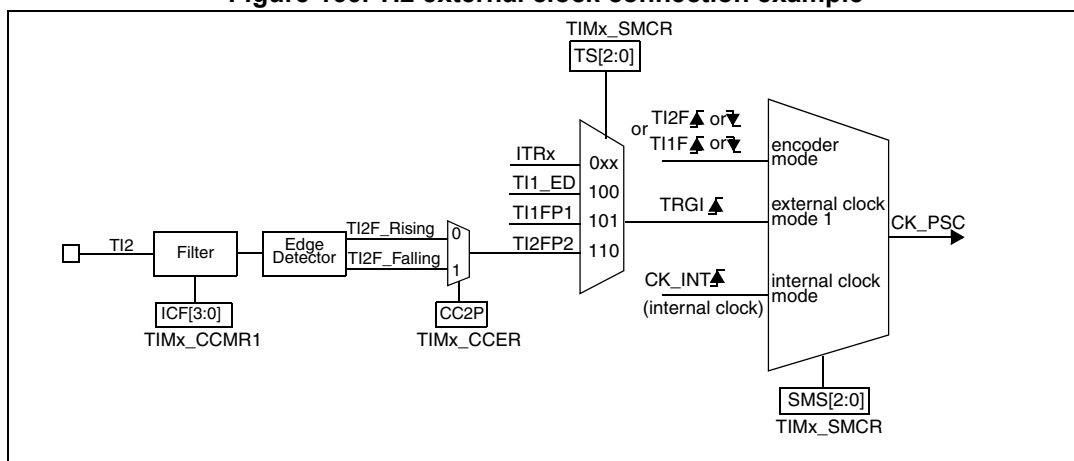 Figure TI2 external clock connection example
TIMx_SMCR
TS[2:0]
or TI2F or
TI1F or
encoder
mode
ITRx
0xx
TI1_ED
100
TRGI
external clock
mode 1
CK_PSC
TI1FP1
101
TI2F_Rising
0
TI2FP2
110
TI2
Filter
Edge
Detector
TI2F_Falling
1
CK_INT
(internal clock)
internal clock
mode
ICF[3:0]
TIMx_CCMR1
CC2P
TIMx_CCER
SMS[2:0]
TIMx_SMCR